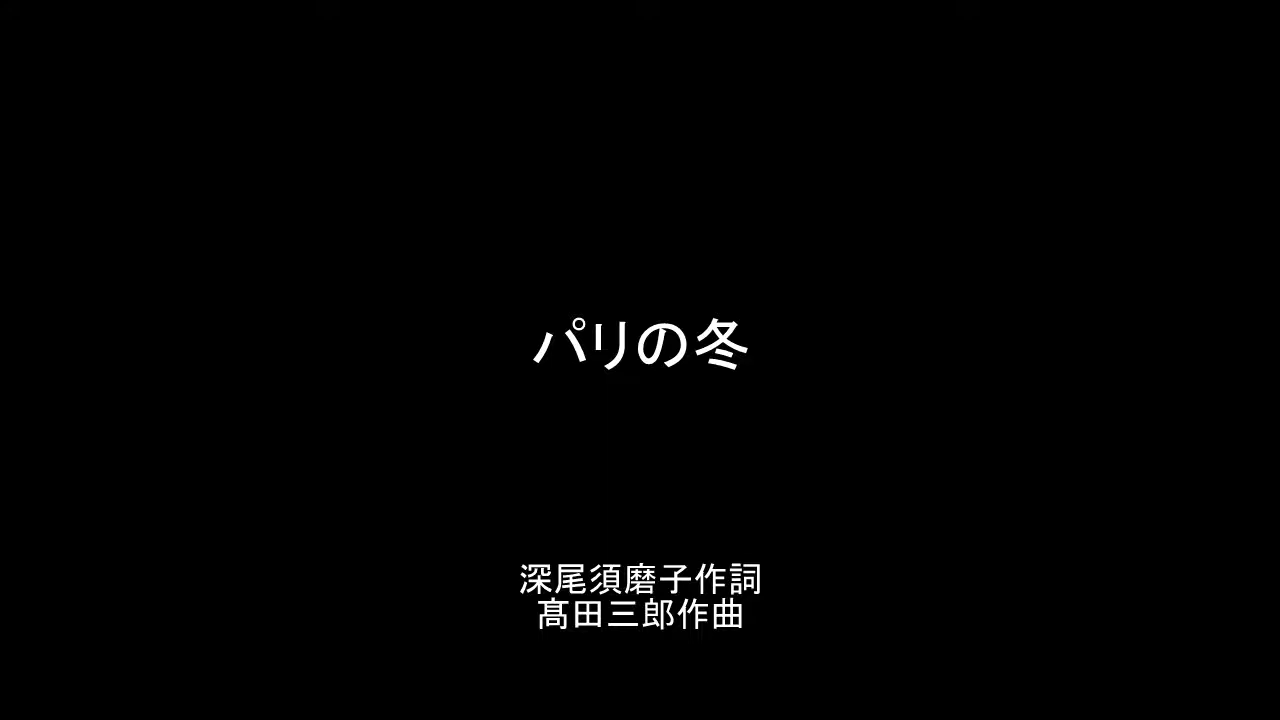 パリの冬
深尾須磨子作詞
髙田三郎作曲